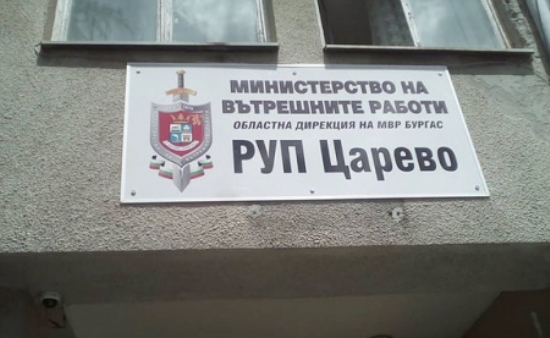 МИНИСТЕРСТВО НА
ВЪТРЕШНИТЕ РАБОТИ
ОБЛАСТНА ДИРЕКЦИЯ НА МВР БУРГАС
РУП Царево